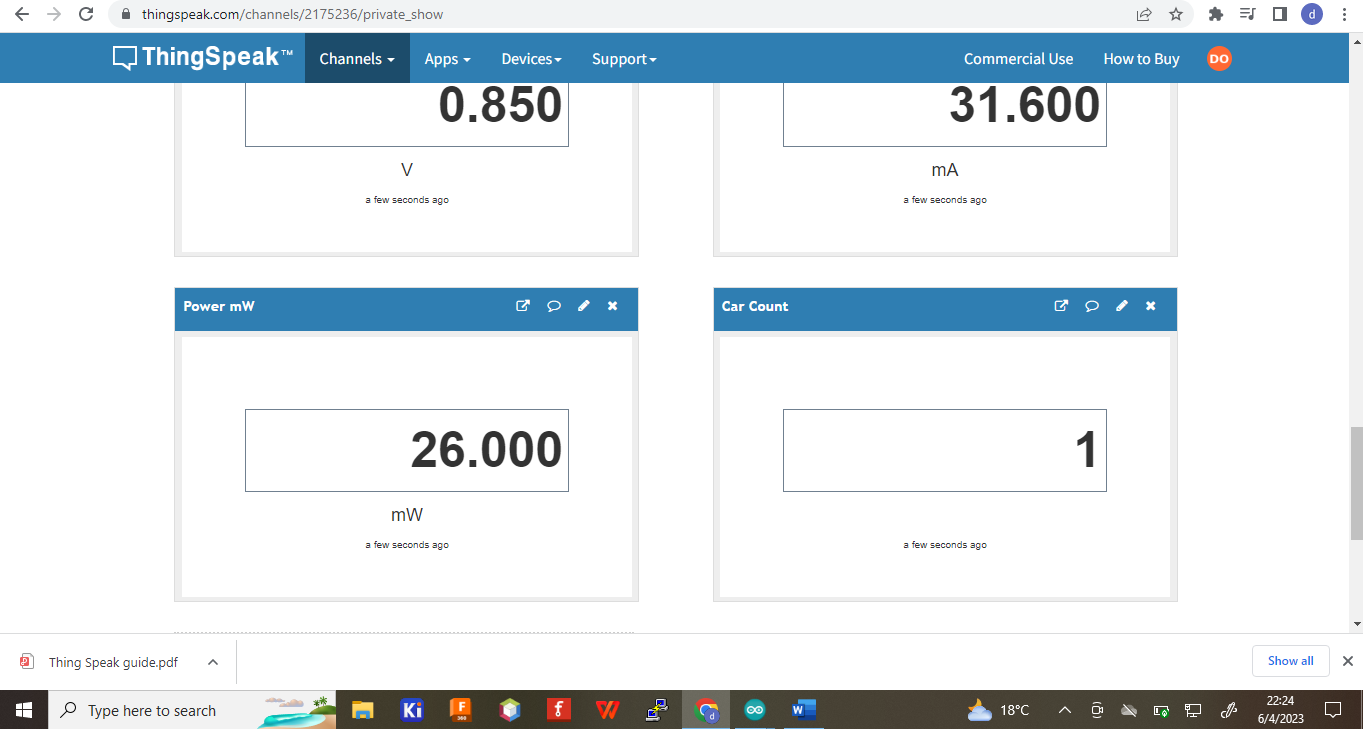 thingspeak.com/channels/2175236/private_show
d
ThingSpeak™
Channels
Apps
Devices
Support
Commercial Use
How to Buy
DO
0.850
31.600
V
mA
a few seconds ago
a few seconds ago
Power mW
Car Count
26.000
1
mW
a few seconds ago
a few seconds ago
Thing Speak guide.pdf
Show all
Type here to search
Ki
F
360
f
W
d
W
18°C
22:24
6/4/2023